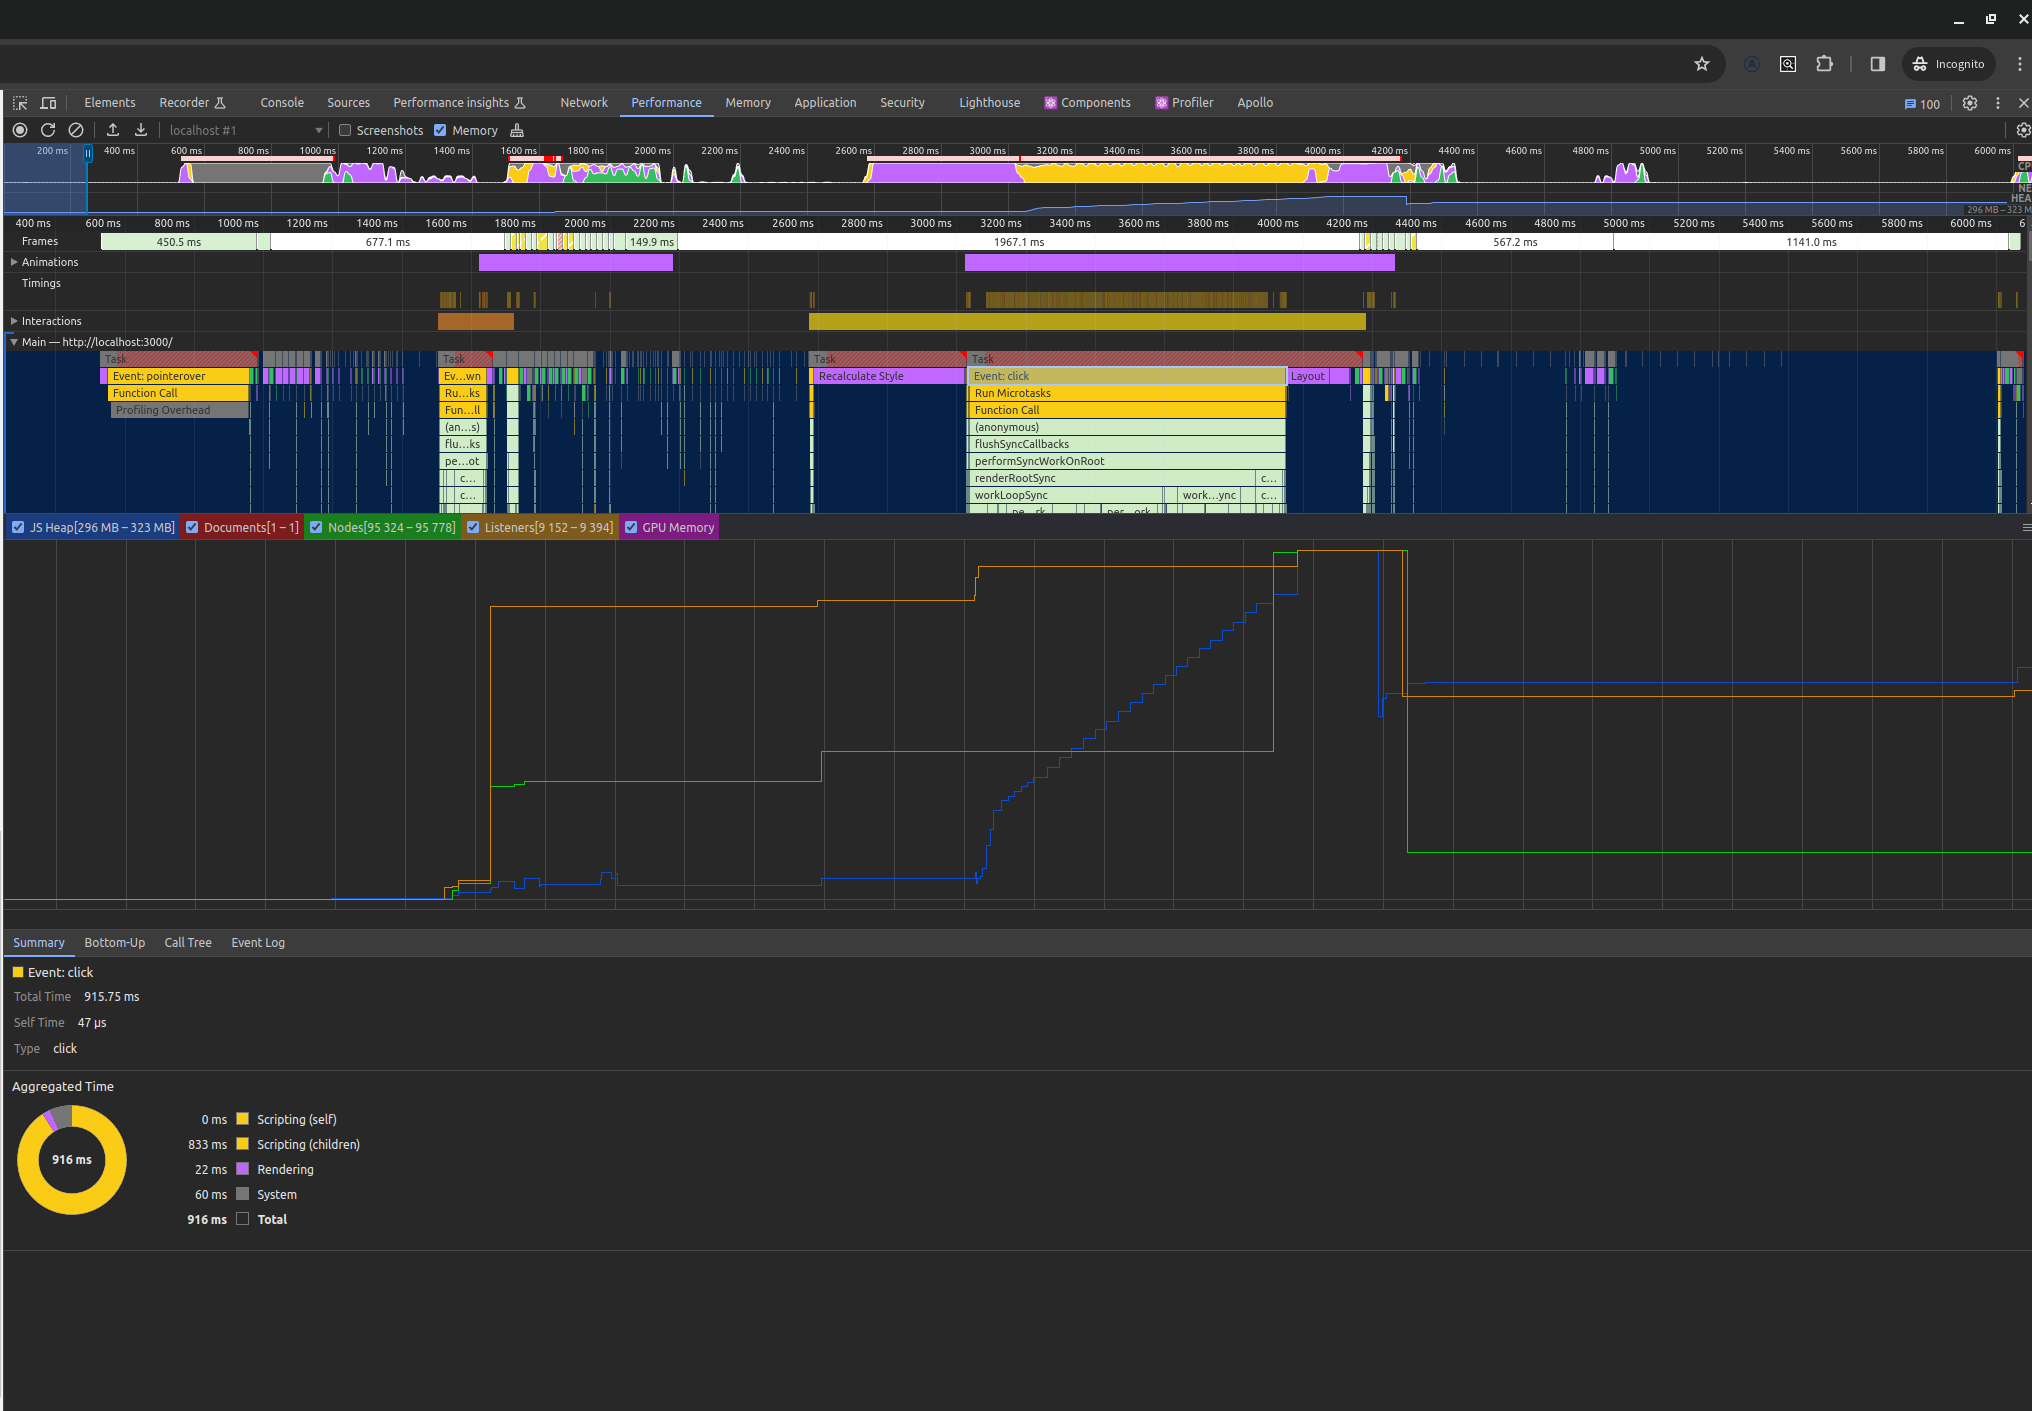 Incognito
Elements Recorder Console Sources Performance insights Network Performance Memory Application Security Lighthouse Components Profiler Apollo 100
localhost #1 Screenshots Memory
200 ms 400 ms 600 ms 800 ms 1000 ms 1200 ms 1400 ms 1600 ms 1800 ms 2000 ms 2200 ms 2400 ms 2600 ms 2800 ms 3000 ms 3200 ms 3400 ms 3600 ms 3800 ms 4000 ms 4200 ms 4400 ms 4600 ms 4800 ms 5000 ms 5200 ms 5400 ms 5600 ms 5800 ms 6000 ms
CP
NE
HEA
296 MB – 323 M
400 ms 600 ms 800 ms 1000 ms 1200 ms 1400 ms 1600 ms 1800 ms 2000 ms 2200 ms 2400 ms 2600 ms 2800 ms 3000 ms 3200 ms 3400 ms 3600 ms 3800 ms 4000 ms 4200 ms 4400 ms 4600 ms 4800 ms 5000 ms 5200 ms 5400 ms 5600 ms 5800 ms 6000 ms 6
Frames 450.5 ms 677.1 ms 149.9 ms 1967.1 ms 567.2 ms 1141.0 ms
Animations
Timings
Interactions
Main — http://localhost:3000/
Task Task Task Task
Event: pointerover Ev…wn Recalculate Style Event: click Layout
Function Call Ru…ks Run Microtasks
Profiling Overhead Fun…ll Function Call
(an…s) (anonymous)
flu…ks flushSyncCallbacks
pe…ot performSyncWorkOnRoot
c… renderRootSync c…
c… workLoopSync work…ync c…
pe…rk per…ork
JS Heap[296 MB – 323 MB] Documents[1 – 1] Nodes[95 324 – 95 778] Listeners[9 152 – 9 394] GPU Memory
Summary Bottom-Up Call Tree Event Log
Event: click
Total Time 915.75 ms
Self Time 47 μs
Type click
Aggregated Time
916 ms
0 ms Scripting (self)
833 ms Scripting (children)
22 ms Rendering
60 ms System
916 ms Total